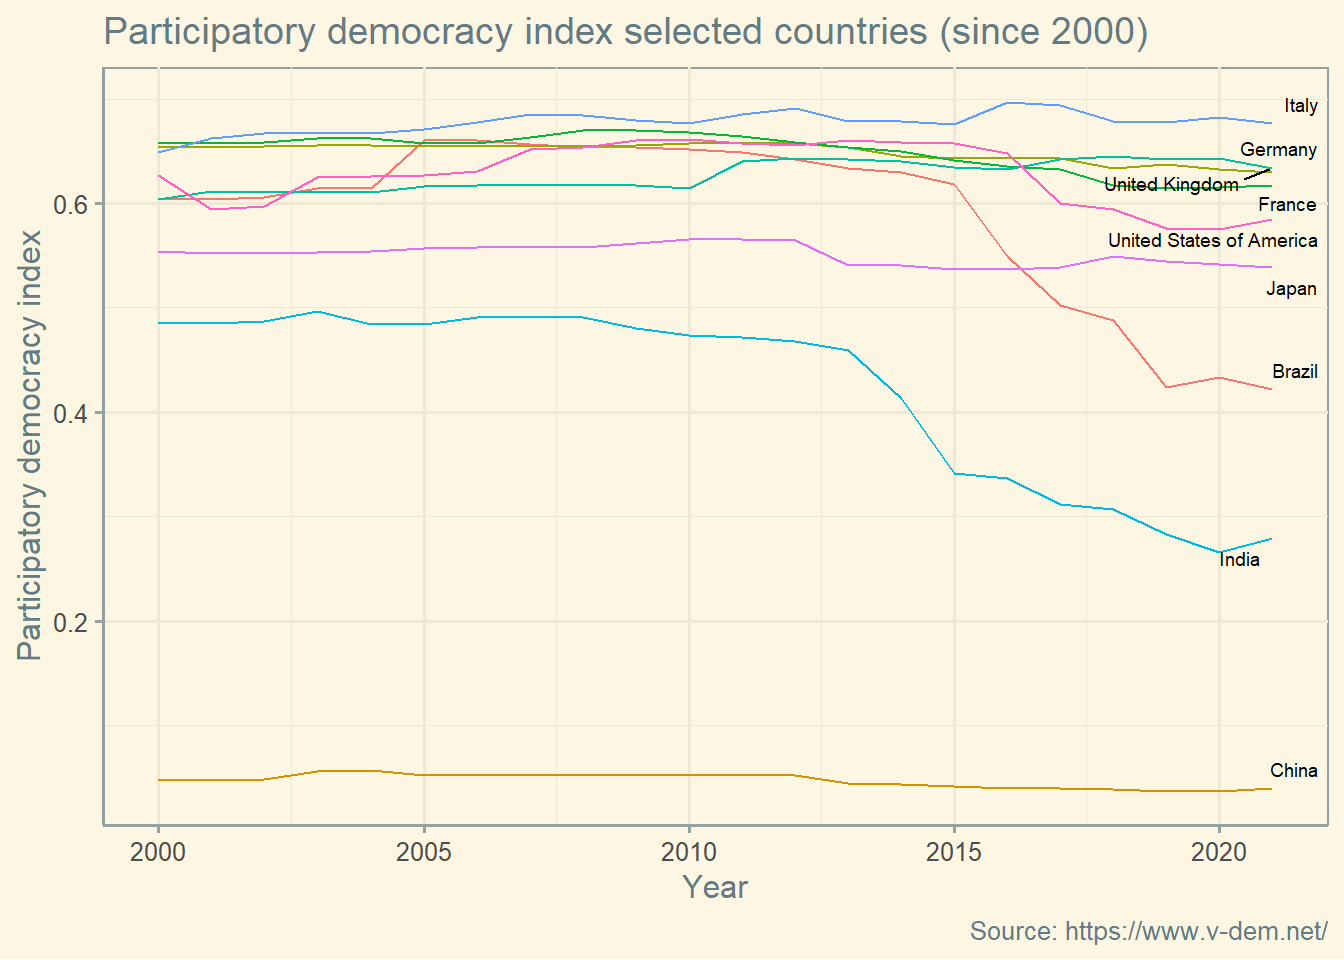 Participatory democracy index selected countries (since 2000)
Participatory democracy index
0.6
0.4
0.2
Italy
Germany
United Kingdom
France
United States of America
Japan
Brazil
India
China
2000
2005
2010
2015
2020
Year
Source: https://www.v-dem.net/